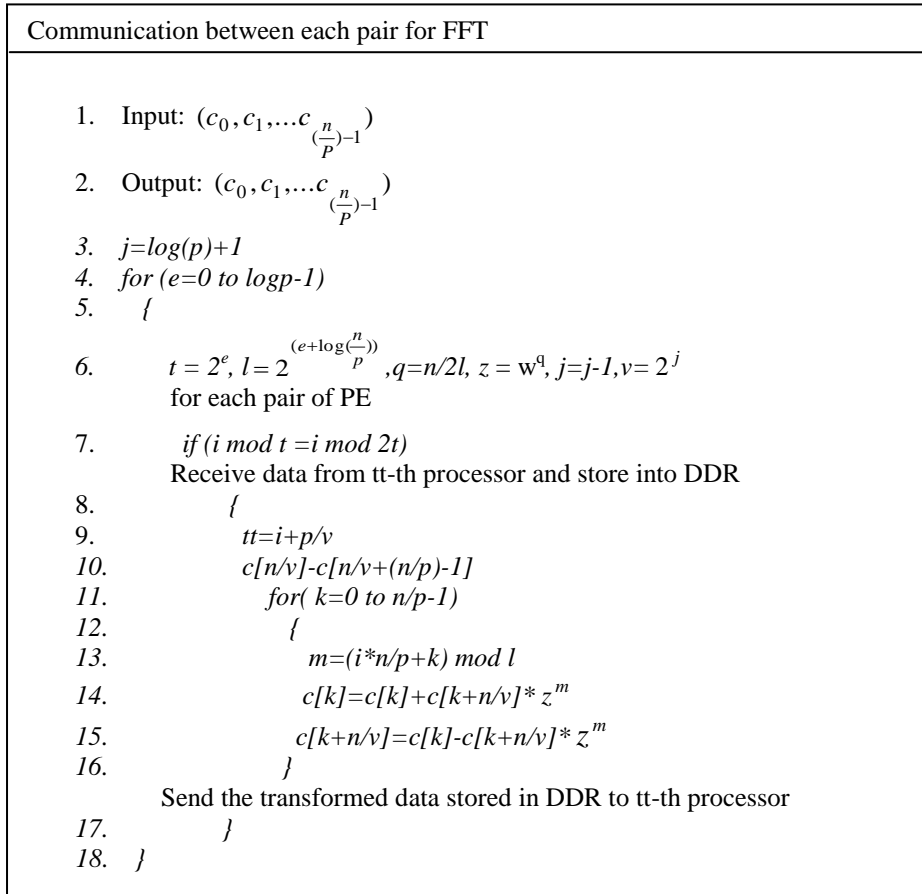 Communication between each pair for FFT
1. Input: (c₀, c₁,…c_{(n/P)−1})
2. Output: (c₀, c₁,…c_{(n/P)−1})
3. j=log(p)+1
4. for (e=0 to logp-1)
5. {
6. t = 2^e, l = 2^{(e+log(n/p))} ,q=n/2l, z = w^q, j=j-1,v= 2^j
for each pair of PE
7. if (i mod t =i mod 2t)
Receive data from tt-th processor and store into DDR
8. {
9. tt=i+p/v
10. c[n/v]-c[n/v+(n/p)-1]
11. for( k=0 to n/p-1)
12. {
13. m=(i*n/p+k) mod l
14. c[k]=c[k]+c[k+n/v]* z^m
15. c[k+n/v]=c[k]-c[k+n/v]* z^m
16. }
Send the transformed data stored in DDR to tt-th processor
17. }
18. }